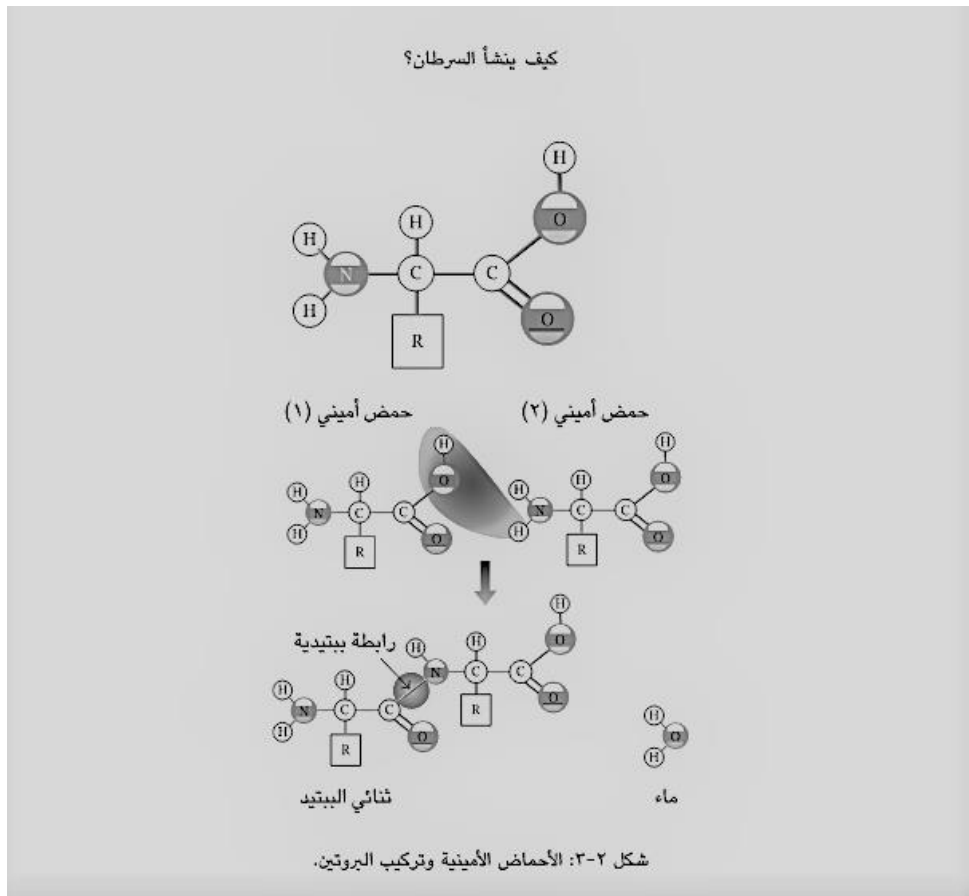 كيف ينشأ السرطان؟
H
O
H
H
N
C
C
H
R
O
حمض أميني (١)
حمض أميني (٢)
H
H
O
H
N
C
C
H
R
O
H
H
O
H
N
C
C
H
R
O
رابطة ببتيدية
H
H
O
H
N
C
C
R
O
H
H
N
C
C
H
R
O
H
O
H
ثنائي الببتيد
ماء
شكل ٢-٣: الأحماض الأمينية وتركيب البروتين.